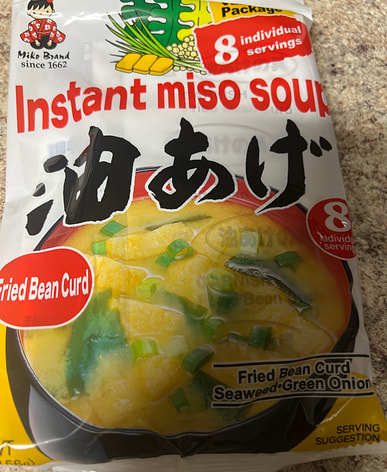 Package
8 individual
servings
Miko Brand
since 1662
Instant miso soup
油あげ
8
individual
serving
Fried Bean Curd
Fried Bean Curd
Seaweed•Green Onion
SERVING
SUGGESTION